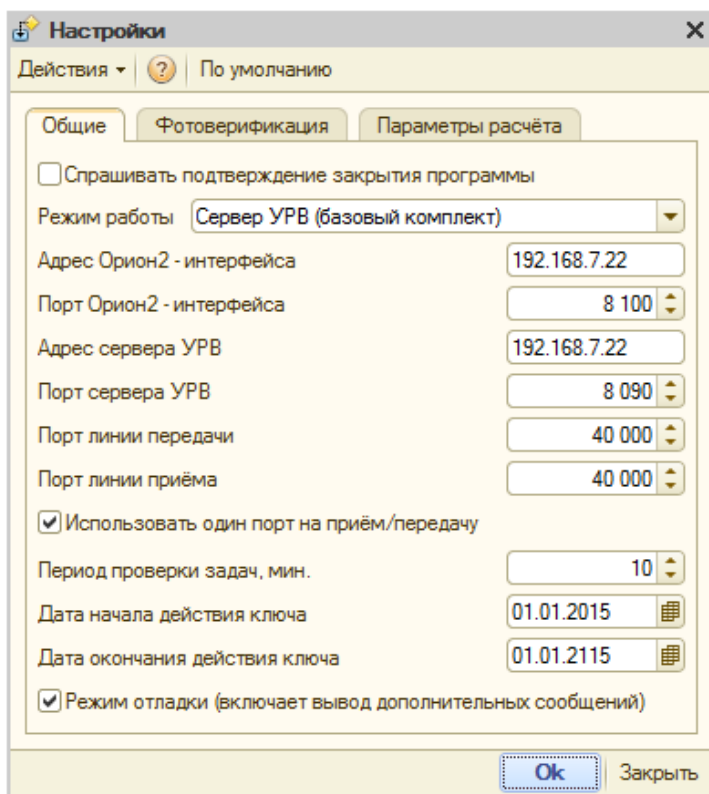 Настройки
Действия ? По умолчанию
Общие Фотоверификация Параметры расчёта
Спрашивать подтверждение закрытия программы
Режим работы Сервер УРВ (базовый комплект)
Адрес Орион2 - интерфейса 192.168.7.22
Порт Орион2 - интерфейса 8 100
Адрес сервера УРВ 192.168.7.22
Порт сервера УРВ 8 090
Порт линии передачи 40 000
Порт линии приёма 40 000
Использовать один порт на приём/передачу
Период проверки задач, мин. 10
Дата начала действия ключа 01.01.2015
Дата окончания действия ключа 01.01.2115
Режим отладки (включает вывод дополнительных сообщений)
Ok Закрыть